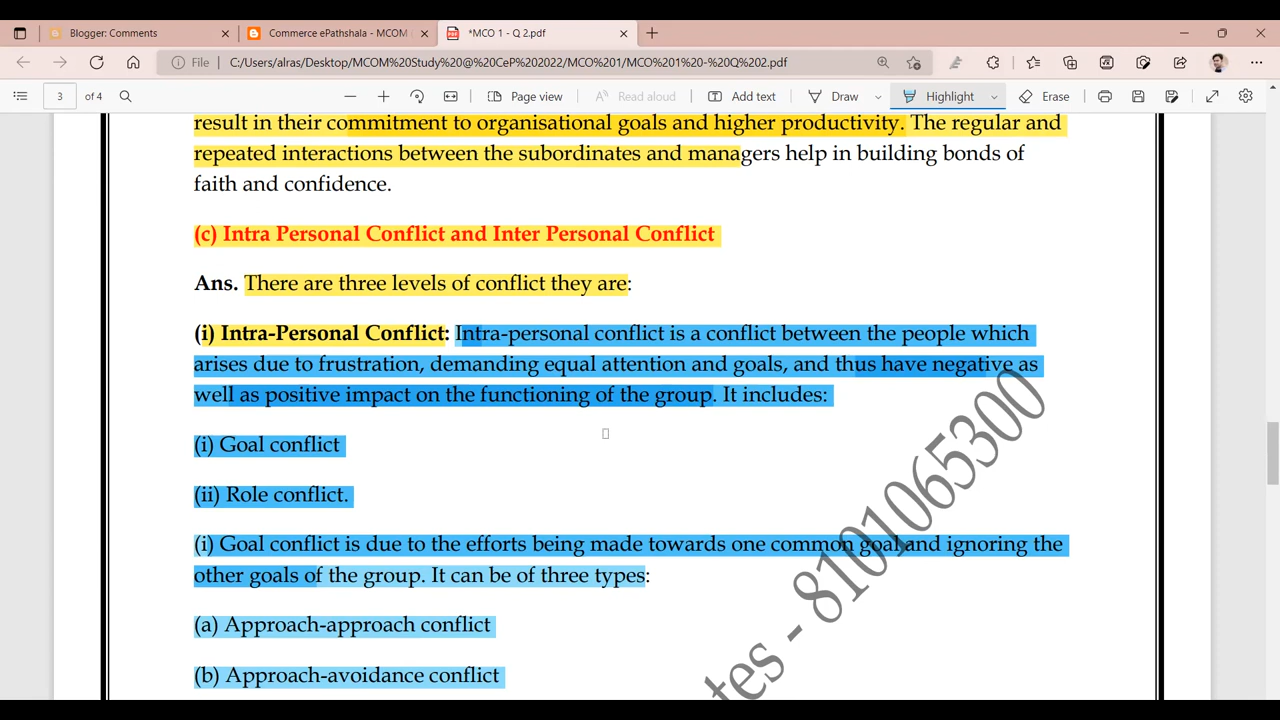 Blogger: Comments
Commerce ePathshala - MCOM
*MCO 1 - Q 2.pdf
File
C:/Users/alras/Desktop/MCOM%20Study%20@%20CeP%202022/MCO%201/MCO%201%20-%20Q%202.pdf
3 of 4
Page view
Read aloud
Add text
Draw
Highlight
Erase
result in their commitment to organisational goals and higher productivity. The regular and
repeated interactions between the subordinates and managers help in building bonds of
faith and confidence.
(c) Intra Personal Conflict and Inter Personal Conflict
Ans. There are three levels of conflict they are:
(i) Intra-Personal Conflict: Intra-personal conflict is a conflict between the people which
arises due to frustration, demanding equal attention and goals, and thus have negative as
well as positive impact on the functioning of the group. It includes:
(i) Goal conflict
(ii) Role conflict.
(i) Goal conflict is due to the efforts being made towards one common goal and ignoring the
other goals of the group. It can be of three types:
(a) Approach-approach conflict
(b) Approach-avoidance conflict
tes - 8101065300